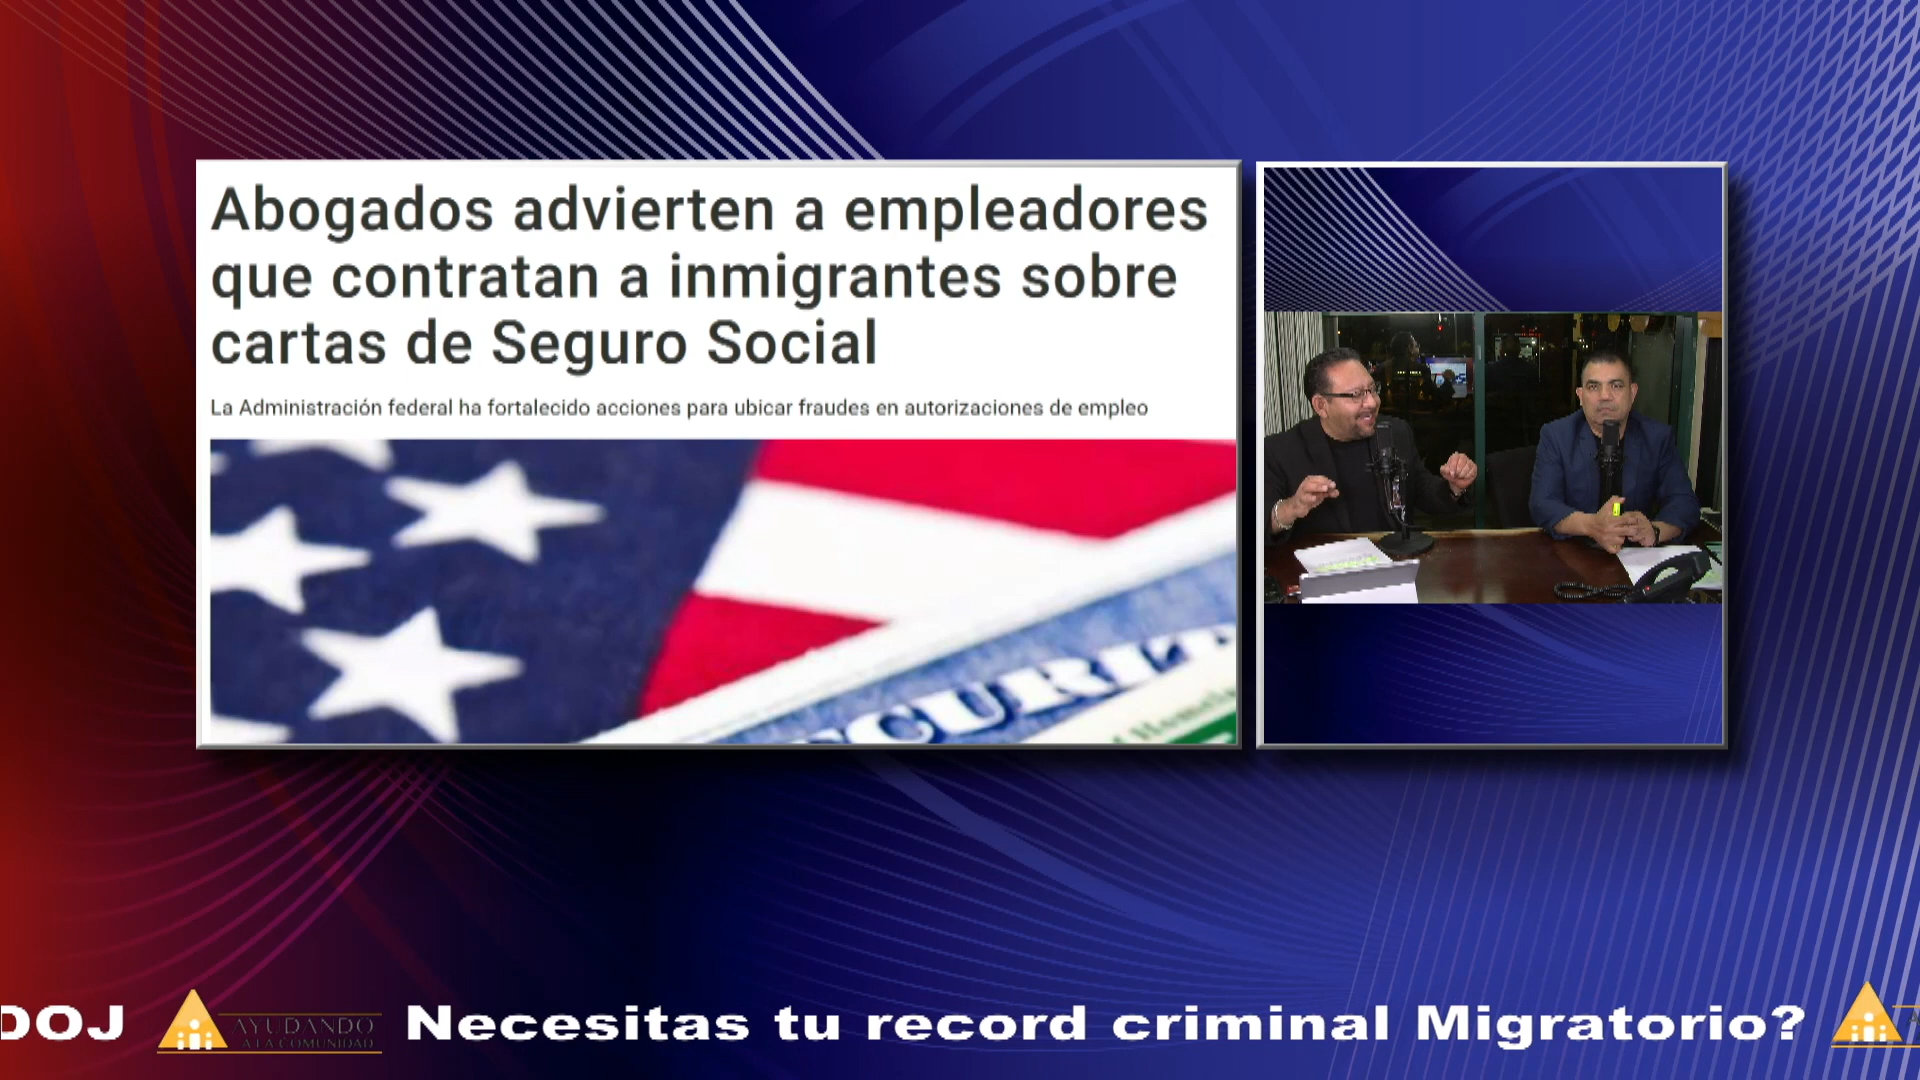 Abogados advierten a empleadores
que contratan a inmigrantes sobre
cartas de Seguro Social
La Administración federal ha fortalecido acciones para ubicar fraudes en autorizaciones de empleo
CURIT
DOJ
AYUDANDO
A LA COMUNIDAD
Necesitas tu record criminal Migratorio?